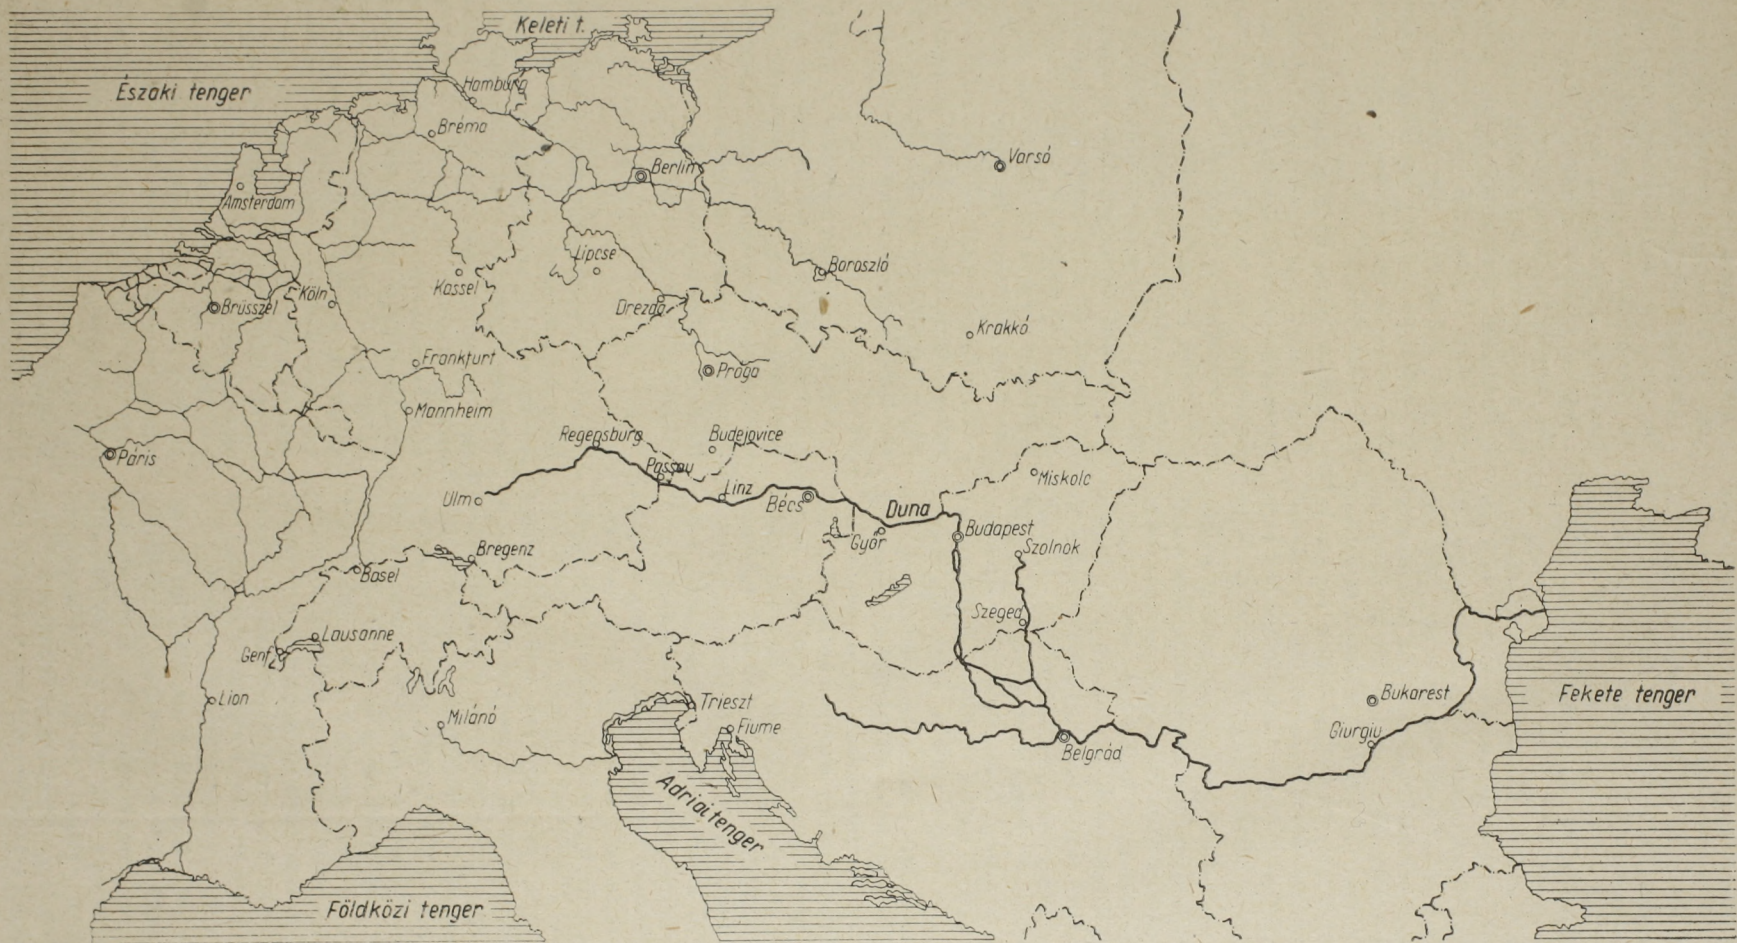 Keleti t.
Északi tenger
Hamburg
Bréma
Berlin
Varsó
Amsterdam
Lipcse
Boroszló
Kassel
Köln
Brüsszel
Drezda
Krakkó
Frankfurt
Prága
Mannheim
Regensburg
Budejovice
Páris
Passau
Miskolc
Linz
Ulm
Bécs
Duna
Budapest
Győr
Szolnok
Bregenz
Basel
Szeged
Lausanne
Genf
Lion
Bukarest
Fekete tenger
Trieszt
Milánó
Fiume
Giurgiu
Belgrád
Adriai tenger
Földközi tenger